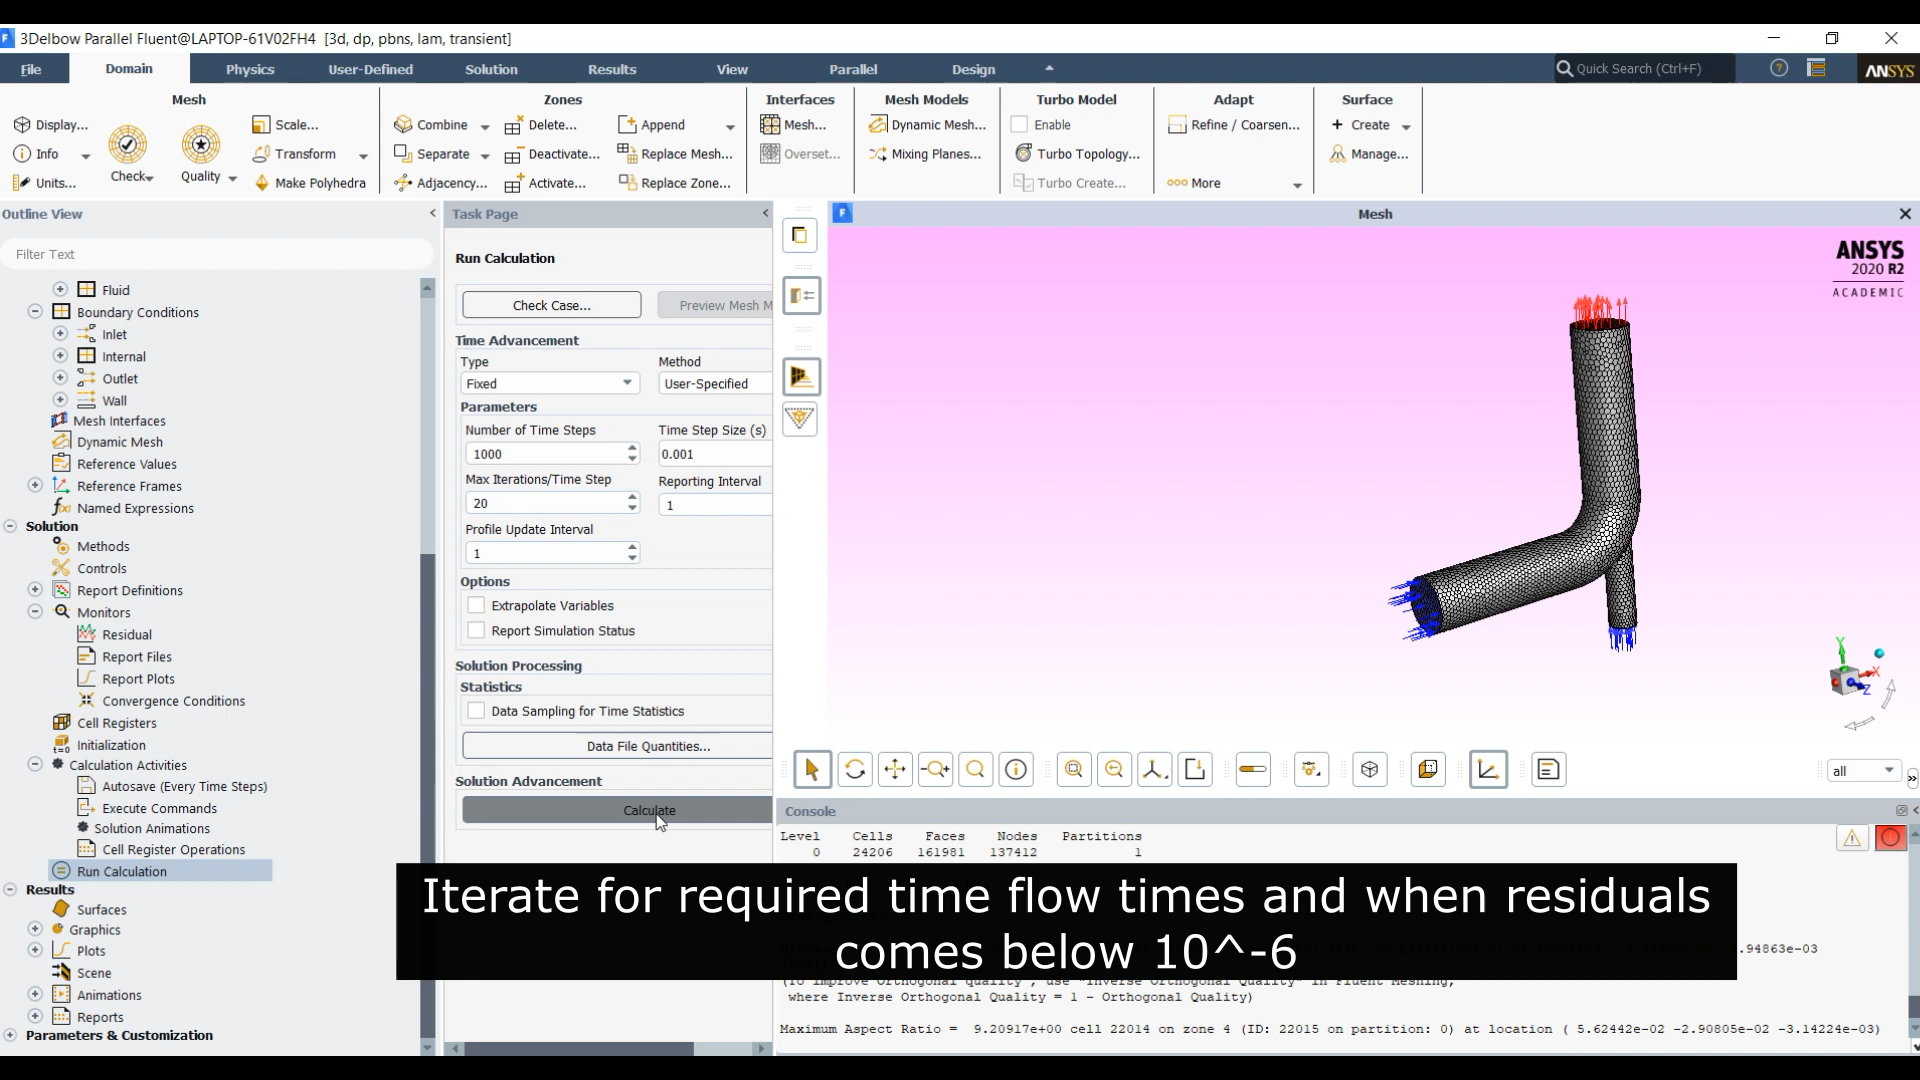 3Delbow Parallel Fluent@LAPTOP-61V02FH4 [3d, dp, pbns, lam, transient]
File Domain Physics User-Defined Solution Results View Parallel Design Quick Search (Ctrl+F) ANSYS
Mesh Zones Interfaces Mesh Models Turbo Model Adapt Surface
Display... Scale... Combine Delete... Append Mesh... Dynamic Mesh... Enable Refine / Coarsen... Create
Info Transform Separate Deactivate... Replace Mesh... Overset... Mixing Planes... Turbo Topology... Manage...
Check Quality
Units... Make Polyhedra Adjacency... Activate... Replace Zone... Turbo Create... More
Outline View
Filter Text
Fluid
Boundary Conditions
Inlet
Internal
Outlet
Wall
Mesh Interfaces
Dynamic Mesh
Reference Values
Reference Frames
Named Expressions
Solution
Methods
Controls
Report Definitions
Monitors
Residual
Report Files
Report Plots
Convergence Conditions
Cell Registers
t=0 Initialization
Calculation Activities
Autosave (Every Time Steps)
Execute Commands
Solution Animations
Cell Register Operations
Run Calculation
Results
Surfaces
Graphics
Plots
Scene
Animations
Reports
Parameters & Customization
Task Page
Run Calculation
Check Case... Preview Mesh M
Time Advancement
Type Method
Fixed User-Specified
Parameters
Number of Time Steps Time Step Size (s)
1000 0.001
Max Iterations/Time Step Reporting Interval
20 1
Profile Update Interval
1
Options
Extrapolate Variables
Report Simulation Status
Solution Processing
Statistics
Data Sampling for Time Statistics
Data File Quantities...
Solution Advancement
Calculate
Mesh
ANSYS
2020 R2
ACADEMIC
Y
X
Z
all
Console
Level Cells Faces Nodes Partitions
0 24206 161981 137412 1
Iterate for required time flow times and when residuals
comes below 10^-6
.94863e-03
where Inverse Orthogonal Quality = 1 - Orthogonal Quality)
Maximum Aspect Ratio = 9.20917e+00 cell 22014 on zone 4 (ID: 22015 on partition: 0) at location ( 5.62442e-02 -2.90805e-02 -3.14224e-03)